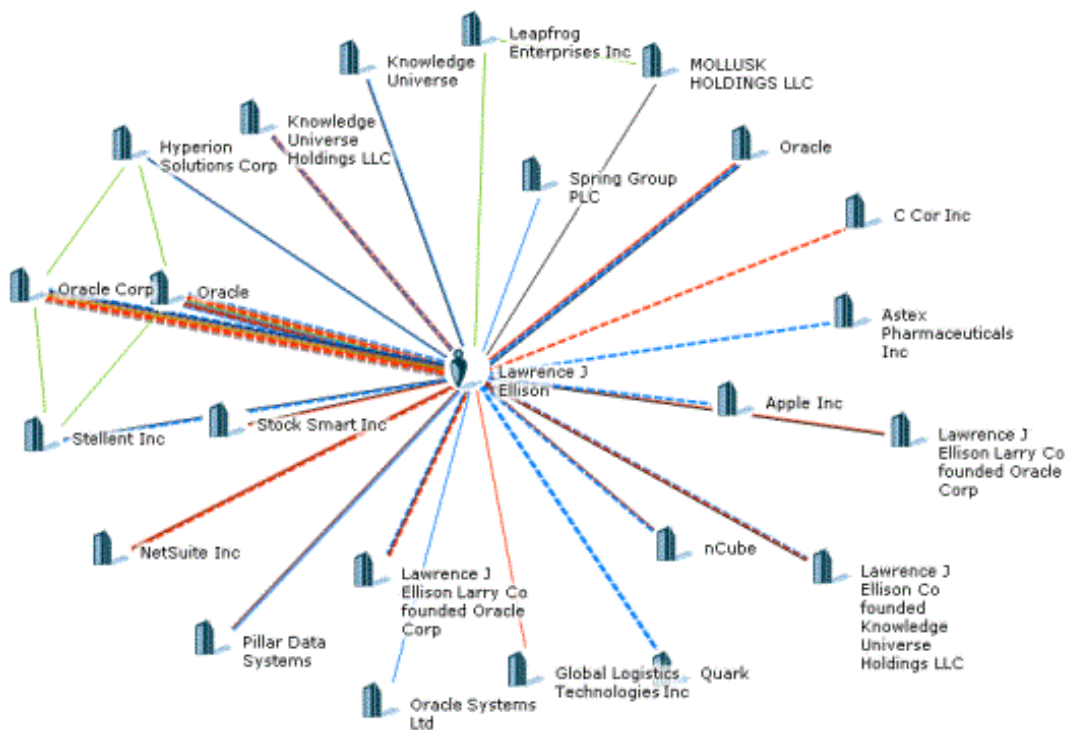 Leapfrog
Enterprises Inc
Knowledge
Universe
MOLLUSK
HOLDINGS LLC
Knowledge
Universe
Holdings LLC
Hyperion
Solutions Corp
Oracle
Spring Group
PLC
C Cor Inc
Oracle Corp
Oracle
Astex
Pharmaceuticals
Inc
Lawrence J
Ellison
Apple Inc
Stock Smart Inc
Stellent Inc
Lawrence J
Ellison Larry Co
founded Oracle
Corp
NetSuite Inc
nCube
Lawrence J
Ellison Larry Co
founded Oracle
Corp
Lawrence J
Ellison Co
founded
Knowledge
Universe
Holdings LLC
Pillar Data
Systems
Global Logistics
Technologies Inc
Quark
Oracle Systems
Ltd